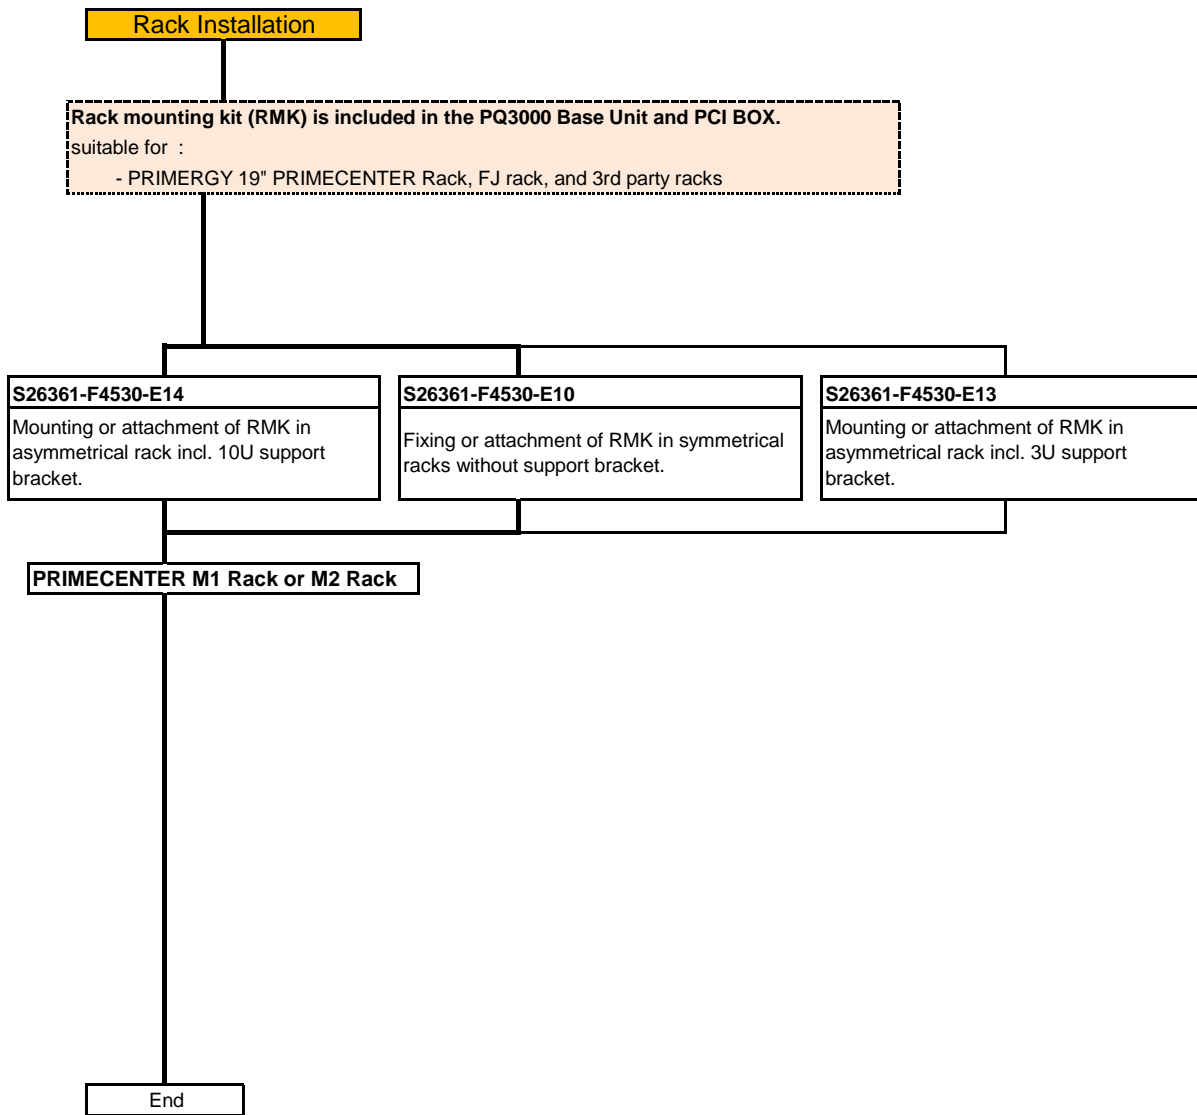 Rack Installation
Rack mounting kit (RMK) is included in the PQ3000 Base Unit and PCI BOX.
suitable for :
- PRIMERGY 19" PRIMECENTER Rack, FJ rack, and 3rd party racks
S26361-F4530-E14
Mounting or attachment of RMK in
asymmetrical rack incl. 10U support
bracket.
S26361-F4530-E10
Fixing or attachment of RMK in symmetrical
racks without support bracket.
S26361-F4530-E13
Mounting or attachment of RMK in
asymmetrical rack incl. 3U support
bracket.
PRIMECENTER M1 Rack or M2 Rack
End